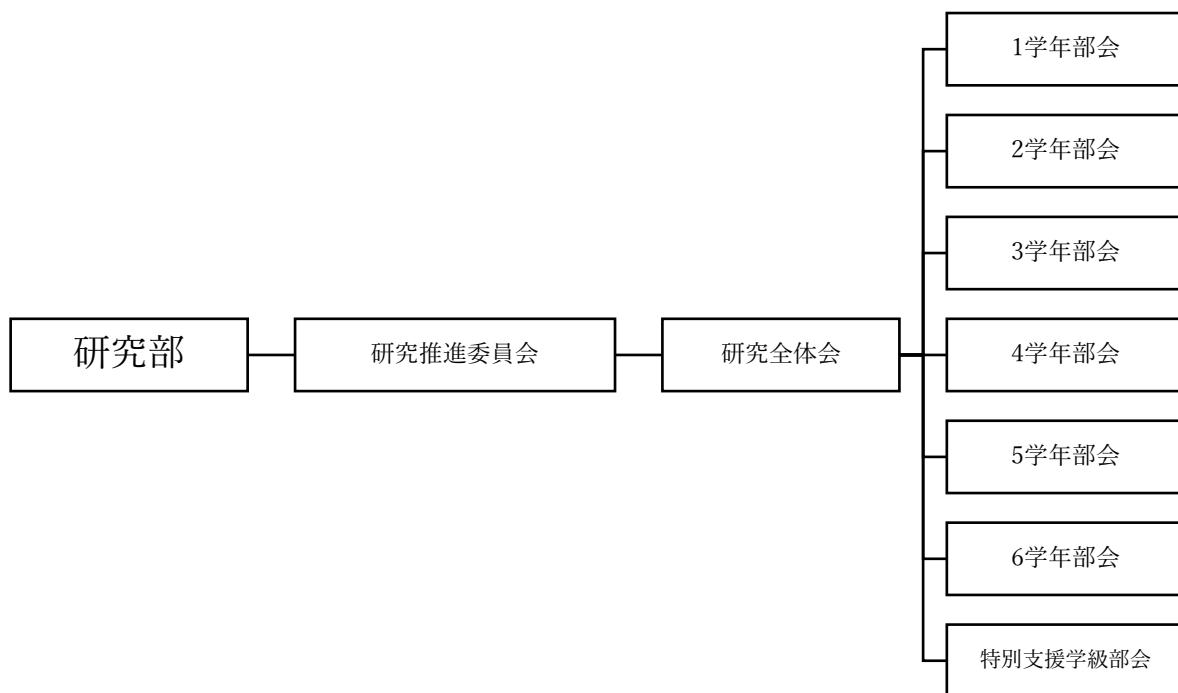 研究部
研究推進委員会
研究全体会
1学年部会
2学年部会
3学年部会
4学年部会
5学年部会
6学年部会
特別支援学級部会